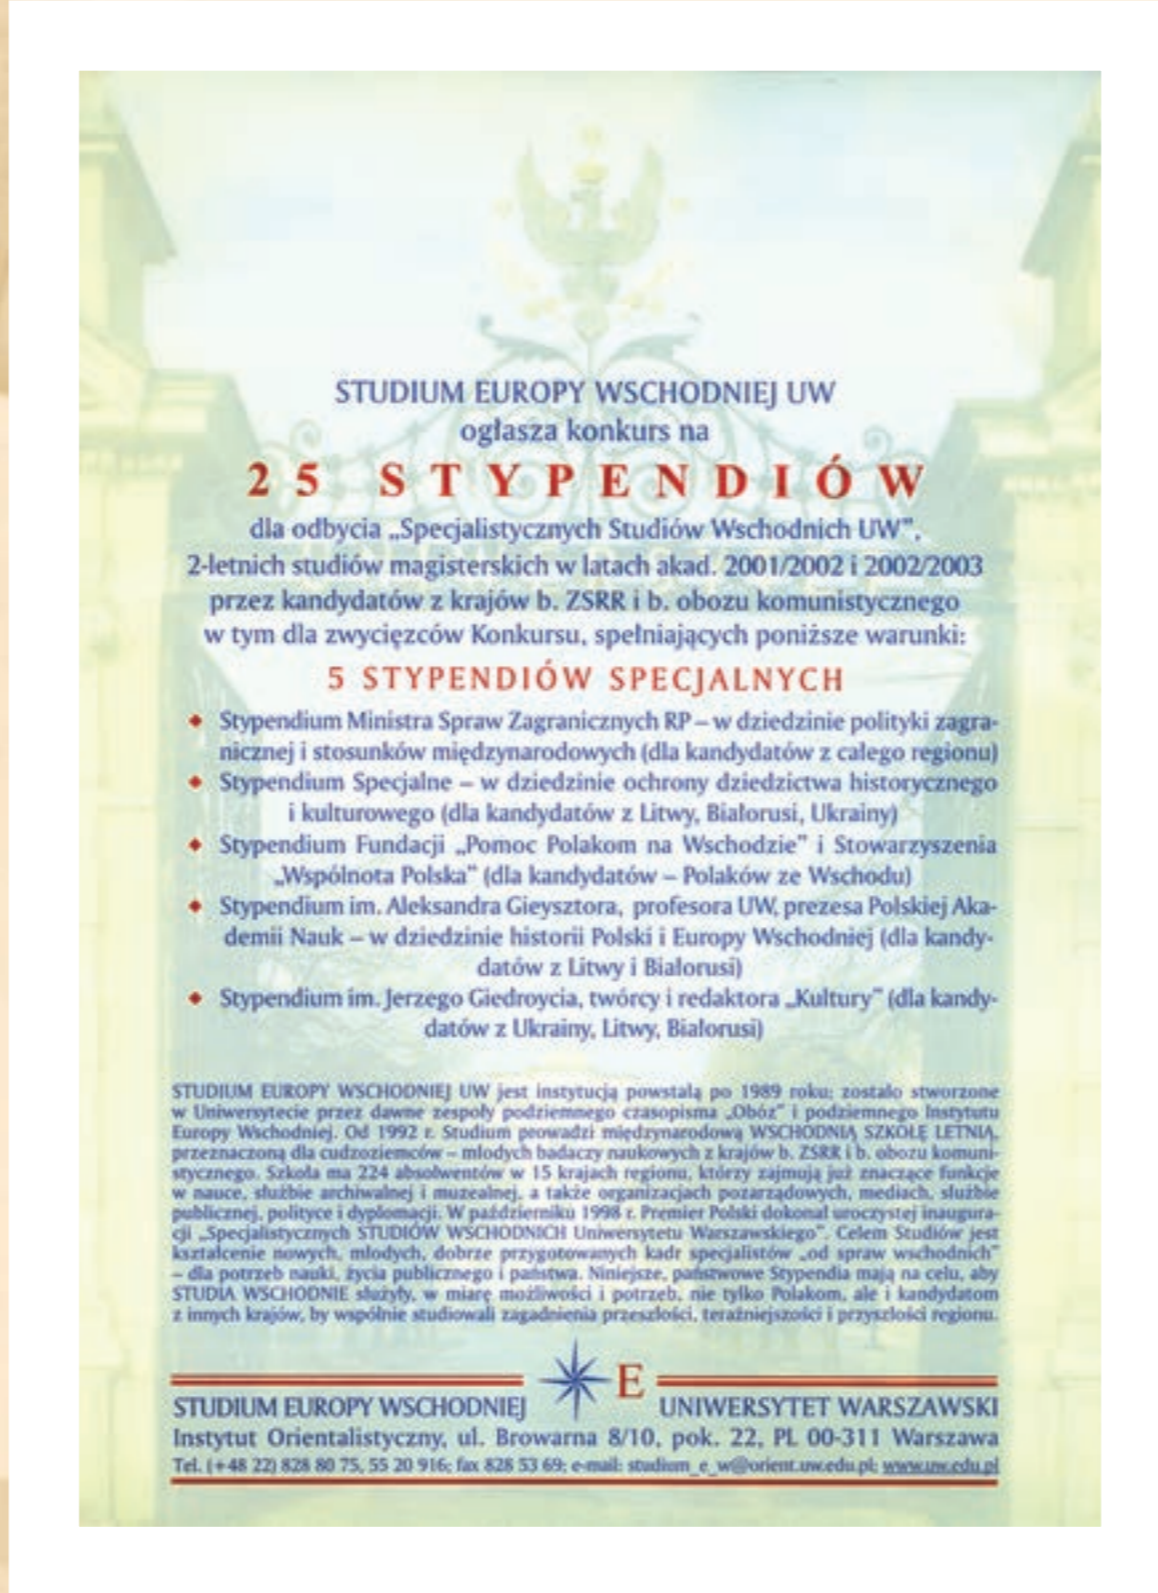 STUDIUM EUROPY WSCHODNIEJ UW
ogłasza konkurs na
25 STYPENDIÓW
dla odbycia „Specjalistycznych Studiów Wschodnich UW”,
2-letnich studiów magisterskich w latach akad. 2001/2002 i 2002/2003
przez kandydatów z krajów b. ZSRR i b. obozu komunistycznego
w tym dla zwycięzców Konkursu, spełniających poniższe warunki:
5 STYPENDIÓW SPECJALNYCH
◆ Stypendium Ministra Spraw Zagranicznych RP – w dziedzinie polityki zagra-
nicznej i stosunków międzynarodowych (dla kandydatów z całego regionu)
◆ Stypendium Specjalne – w dziedzinie ochrony dziedzictwa historycznego
i kulturowego (dla kandydatów z Litwy, Białorusi, Ukrainy)
◆ Stypendium Fundacji „Pomoc Polakom na Wschodzie” i Stowarzyszenia
„Wspólnota Polska” (dla kandydatów – Polaków ze Wschodu)
◆ Stypendium im. Aleksandra Gieysztora, profesora UW, prezesa Polskiej Aka-
demii Nauk – w dziedzinie historii Polski i Europy Wschodniej (dla kandy-
datów z Litwy i Białorusi)
◆ Stypendium im. Jerzego Giedroycia, twórcy i redaktora „Kultury” (dla kandy-
datów z Ukrainy, Litwy, Białorusi)
STUDIUM EUROPY WSCHODNIEJ UW jest instytucją powstałą po 1989 roku; zostało stworzone
w Uniwersytecie przez dawne zespoły podziemnego czasopisma „Obóz” i podziemnego Instytutu
Europy Wschodniej. Od 1992 r. Studium prowadzi międzynarodową WSCHODNIĄ SZKOŁĘ LETNIĄ,
przeznaczoną dla cudzoziemców – młodych badaczy naukowych z krajów b. ZSRR i b. obozu komuni-
stycznego. Szkoła ma 224 absolwentów w 15 krajach regionu, którzy zajmują już znaczące funkcje
w nauce, służbie archiwalnej i muzealnej, a także organizacjach pozarządowych, mediach, służbie
publicznej, polityce i dyplomacji. W październiku 1998 r. Premier Polski dokonał uroczystej inaugura-
cji „Specjalistycznych STUDIÓW WSCHODNICH Uniwersytetu Warszawskiego”. Celem Studiów jest
kształcenie nowych, młodych, dobrze przygotowanych kadr specjalistów „od spraw wschodnich”
– dla potrzeb nauki, życia publicznego i państwa. Niniejsze, państwowe Stypendia mają na celu, aby
STUDIA WSCHODNIE służyły, w miarę możliwości i potrzeb, nie tylko Polakom, ale i kandydatom
z innych krajów, by wspólnie studiowali zagadnienia przeszłości, teraźniejszości i przyszłości regionu.
E
STUDIUM EUROPY WSCHODNIEJ UNIWERSYTET WARSZAWSKI
Instytut Orientalistyczny, ul. Browarna 8/10, pok. 22, PL 00-311 Warszawa
Tel. (+48 22) 828 80 75, 55 20 916; fax 828 53 69; e-mail: studium_e_w@orient.uw.edu.pl; www.uw.edu.pl